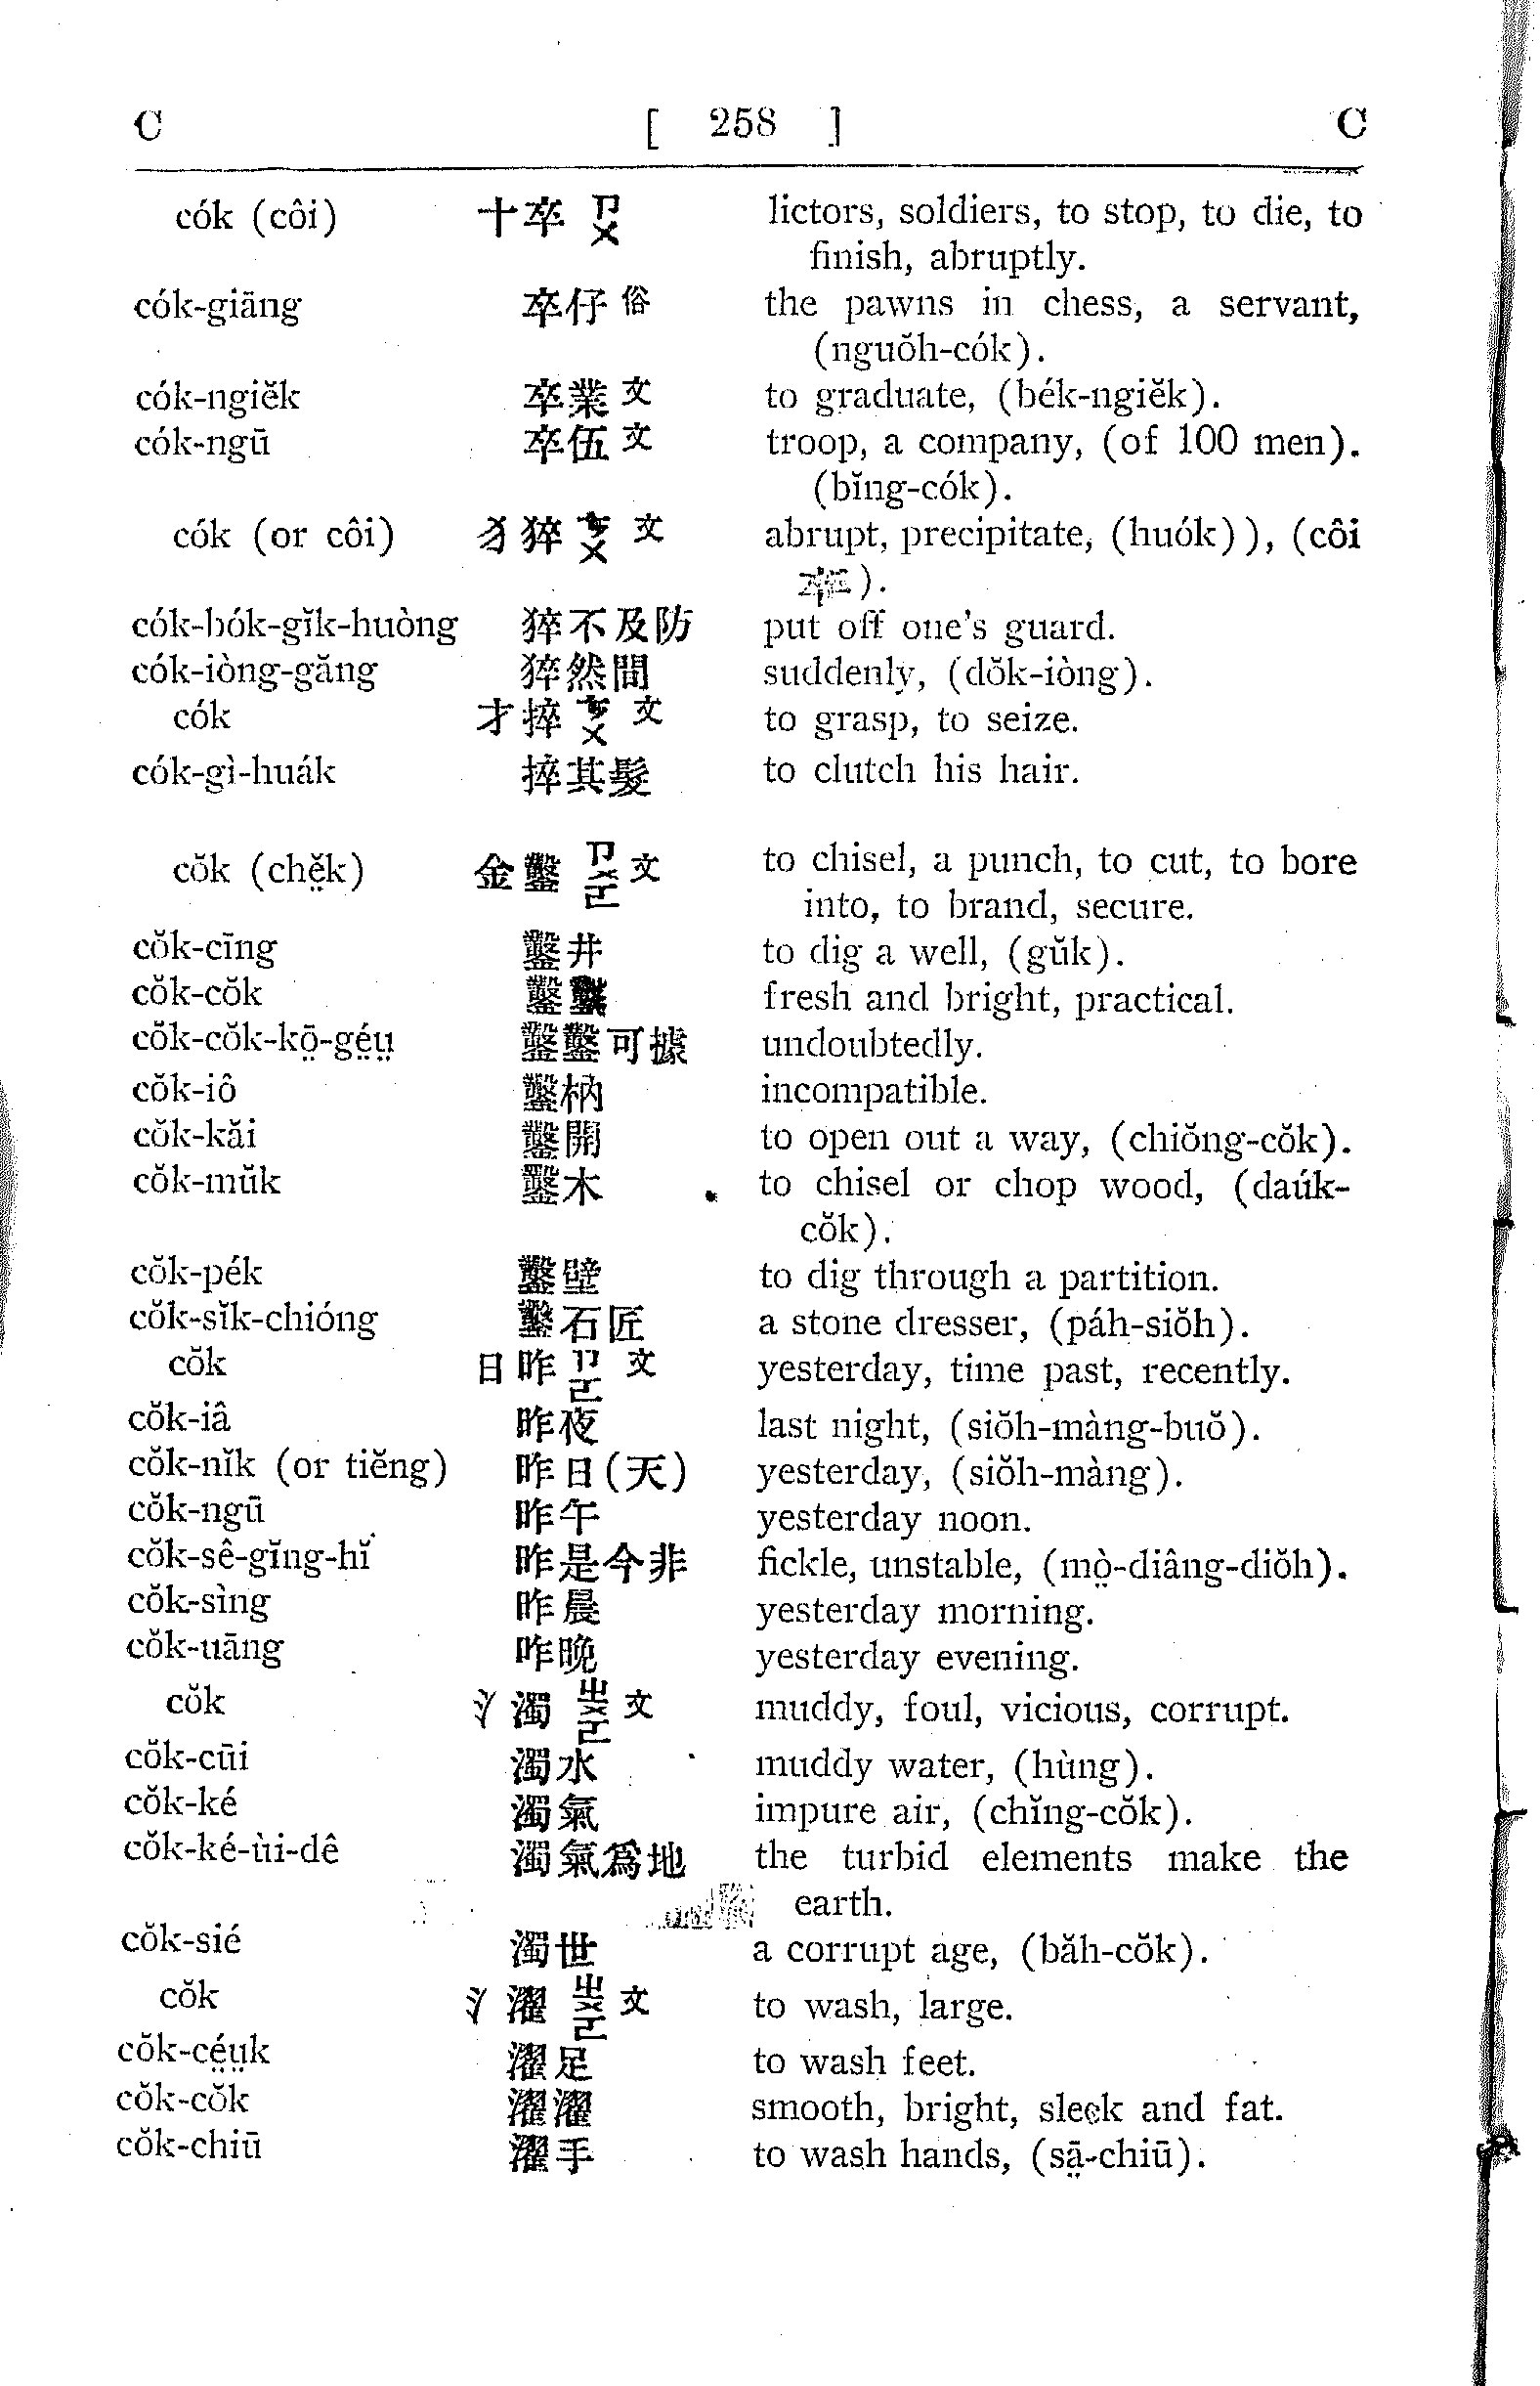 C [ 258 ] C
cók (côi) 十卒 ㄗㄨ lictors, soldiers, to stop, to die, to
finish, abruptly.
cók-giāng 卒仔俗 the pawns in chess, a servant,
(nguŏh-cók).
cók-ngiĕk 卒業文 to graduate, (bék-ngiĕk).
cók-ngū 卒伍文 troop, a company, (of 100 men).
(bĭng-cók).
cók (or côi) 犭猝 ㄘㄨ 文 abrupt, precipitate, (huók)), (côi
).
cók-bók-gĭk-huòng 猝不及防 put off one's guard.
cók-iòng-găng 猝然間 suddenly, (dŏk-iòng).
cók 才捽 ㄘㄨ 文 to grasp, to seize.
cók-gì-huák 捽其髮 to clutch his hair.
cŏk (chĕ̤k) 金鑿 ㄗㄨㄛ 文 to chisel, a punch, to cut, to bore
into, to brand, secure.
cŏk-cīng 鑿井 to dig a well, (gŭk).
cŏk-cŏk 鑿鑿 fresh and bright, practical.
cŏk-cŏk-kō̤-gé̤ṳ 鑿鑿可據 undoubtedly.
cŏk-iô 鑿枘 incompatible.
cŏk-kăi 鑿開 to open out a way, (chiŏng-cŏk).
cŏk-mŭk 鑿木 to chisel or chop wood, (daúk-
cŏk).
cŏk-pék 鑿壁 to dig through a partition.
cŏk-sĭk-chióng 鑿石匠 a stone dresser, (páh-siŏh).
cŏk 日昨 ㄗㄛ 文 yesterday, time past, recently.
cŏk-iâ 昨夜 last night, (siŏh-màng-buŏ).
cŏk-nĭk (or tiĕng) 昨日(天) yesterday, (siŏh-màng).
cŏk-ngū 昨午 yesterday noon.
cŏk-sê-gĭng-hĭ 昨是今非 fickle, unstable, (mò̤-diâng-diŏh).
cŏk-sìng 昨晨 yesterday morning.
cŏk-uāng 昨晚 yesterday evening.
cŏk 氵濁 ㄓㄨㄛ 文 muddy, foul, vicious, corrupt.
cŏk-cūi 濁水 muddy water, (hùng).
cŏk-ké 濁氣 impure air, (chĭng-cŏk).
cŏk-ké-ùi-dê 濁氣爲地 the turbid elements make the
earth.
cŏk-sié 濁世 a corrupt age, (băh-cŏk).
cŏk 氵濯 ㄓㄨㄛ 文 to wash, large.
cŏk-cé̤ṳk 濯足 to wash feet.
cŏk-cŏk 濯濯 smooth, bright, sleek and fat.
cŏk-chiū 濯手 to wash hands, (sā̤-chiū).